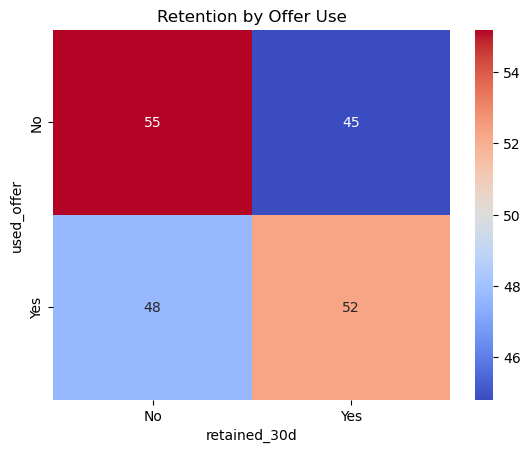 Retention by Offer Use
used_offer
No
Yes
55
45
48
52
No
Yes
retained_30d
54
52
50
48
46